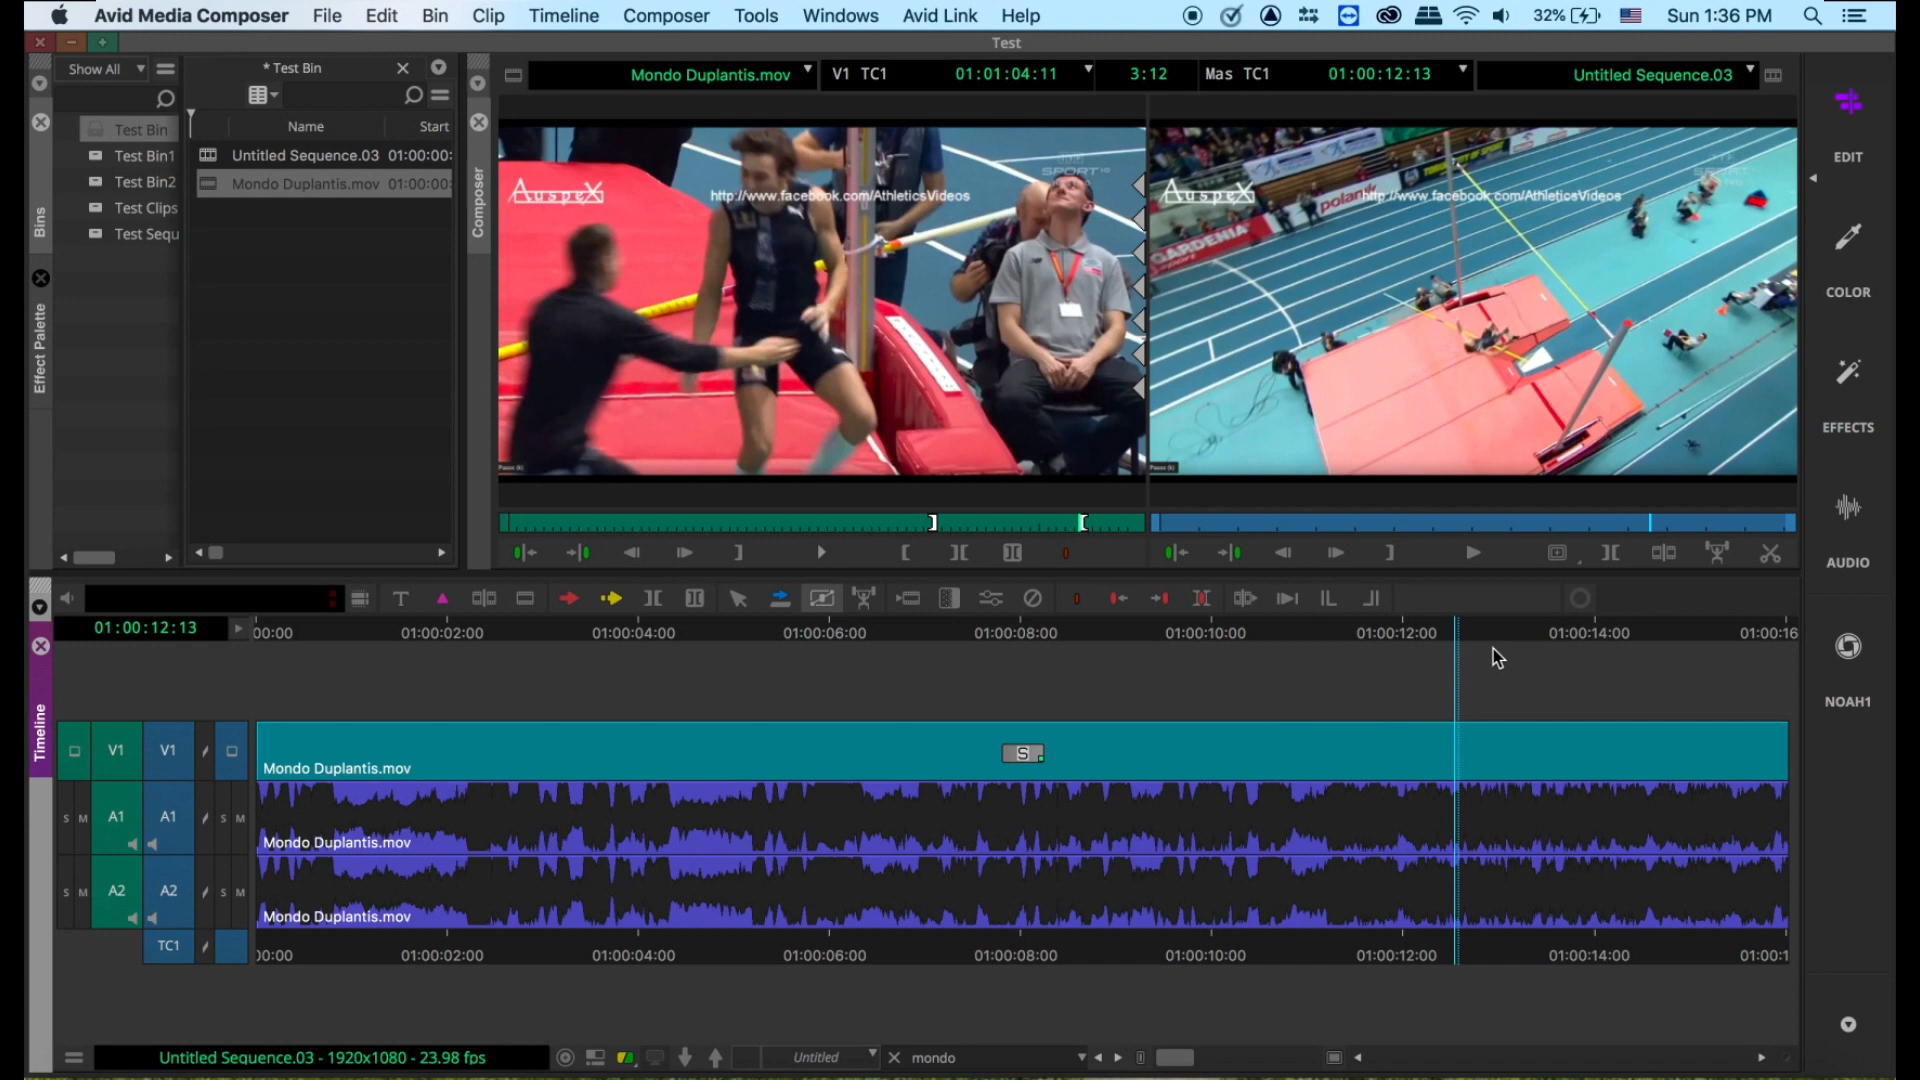 Avid Media Composer File Edit Bin Clip Timeline Composer Tools Windows Avid Link Help 32% Sun 1:36 PM
Test
Show All
* Test Bin
Mondo Duplantis.mov V1 TC1 01:01:04:11 3:12 Mas TC1 01:00:12:13 Untitled Sequence.03
Name Start
Test Bin
Test Bin1
Test Bin2
Test Clips
Test Sequ
Untitled Sequence.03 01:00:00:
Mondo Duplantis.mov 01:00:00:
Bins
Effect Palette
Composer
AuspeX
http://www.facebook.com/AthleticsVideos
SPORT
Pause (k)
AuspeX
http://www.facebook.com/AthleticsVideos
polar
GARDENIA
Pause (k)
EDIT
COLOR
EFFECTS
AUDIO
NOAH1
T
01:00:12:13
00:00 01:00:02:00 01:00:04:00 01:00:06:00 01:00:08:00 01:00:10:00 01:00:12:00 01:00:14:00 01:00:16
Timeline
V1 V1
Mondo Duplantis.mov
S
S M A1 A1 S M
Mondo Duplantis.mov
S M A2 A2 S M
Mondo Duplantis.mov
TC1
00:00 01:00:02:00 01:00:04:00 01:00:06:00 01:00:08:00 01:00:10:00 01:00:12:00 01:00:14:00 01:00:1
Untitled Sequence.03 - 1920x1080 - 23.98 fps
Untitled
mondo